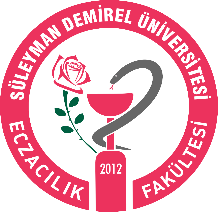 SÜLEYMAN DEMİREL ÜNİVERSİTESİ
ECZACILIK FAKÜLTESİ
2012